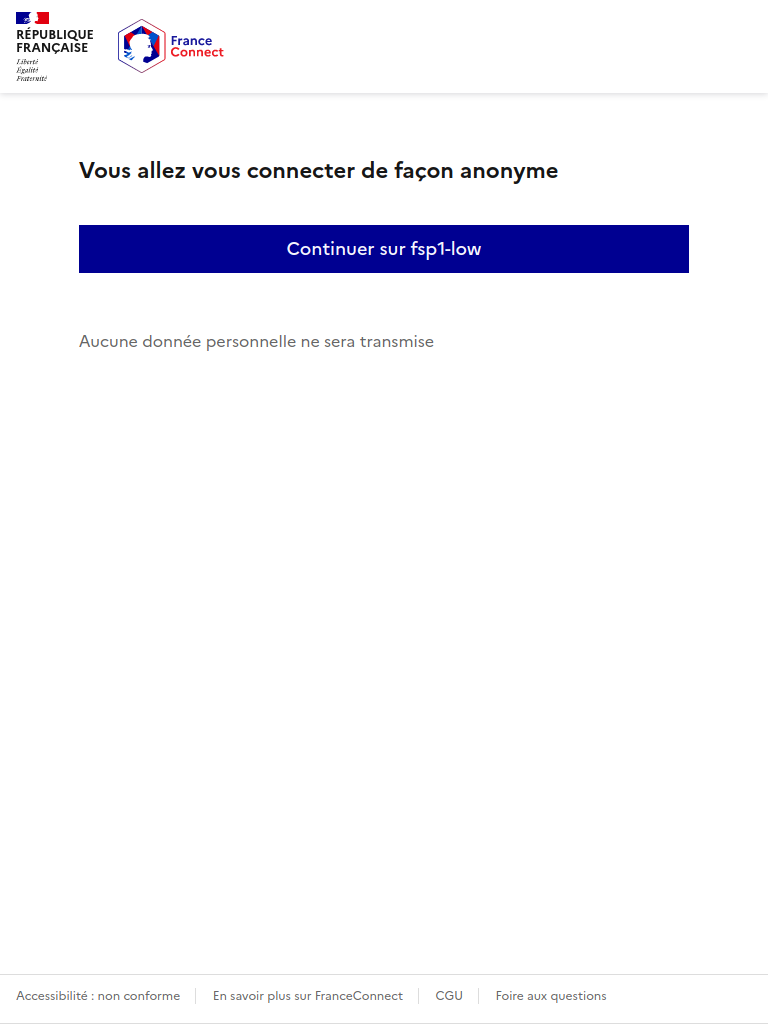 RÉPUBLIQUE
FRANÇAISE
Liberté
Égalité
Fraternité
France
Connect
Vous allez vous connecter de façon anonyme
Continuer sur fsp1-low
Aucune donnée personnelle ne sera transmise
Accessibilité : non conforme
En savoir plus sur FranceConnect
CGU
Foire aux questions